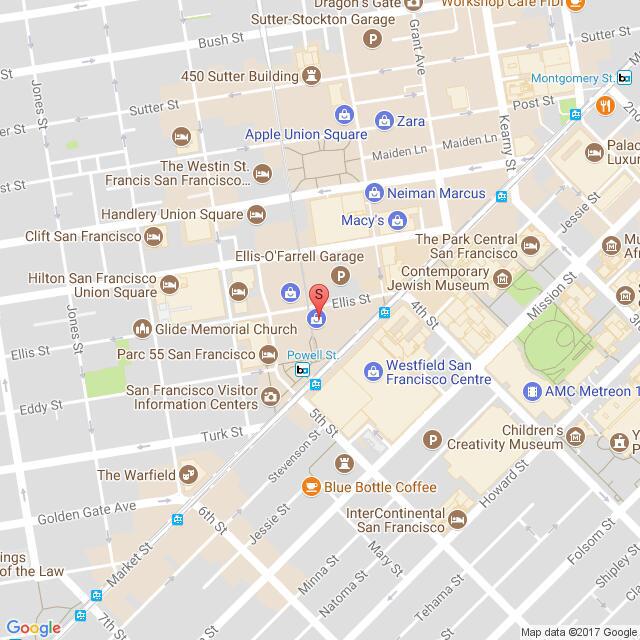 Dragon's Gate
Workshop Cafe FiDi
Sutter-Stockton Garage
Bush St
Grant Ave
Sutter St
450 Sutter Building
Montgomery St.
Jones St
Sutter St
Post St
2nd
Apple Union Square
Zara
Kearny St
Maiden Ln
Maiden Ln
Palac
Luxur
The Westin St.
Francis San Francisco...
Neiman Marcus
Jessie St
Handlery Union Square
Macy's
Clift San Francisco
The Park Central
San Francisco
Mu
Afri
Ellis-O'Farrell Garage
Contemporary
Jewish Museum
Mission St
Hilton San Francisco
Union Square
S
Ellis St
4th St
S
3r
Jones St
Glide Memorial Church
Ellis St
Parc 55 San Francisco
Powell St.
Westfield San
Francisco Centre
San Francisco Visitor
Information Centers
AMC Metreon 1
Eddy St
5th St
Children's
Creativity Museum
Y
P
Turk St
Stevenson St
The Warfield
Blue Bottle Coffee
Howard St
Golden Gate Ave
6th St
Jessie St
InterContinental
San Francisco
Folsom St
ings
of the Law
Market St
Mary St
Minna St
Natoma St
Tehama St
Shipley St
Cle
7th St
Google
Map data ©2017 Google